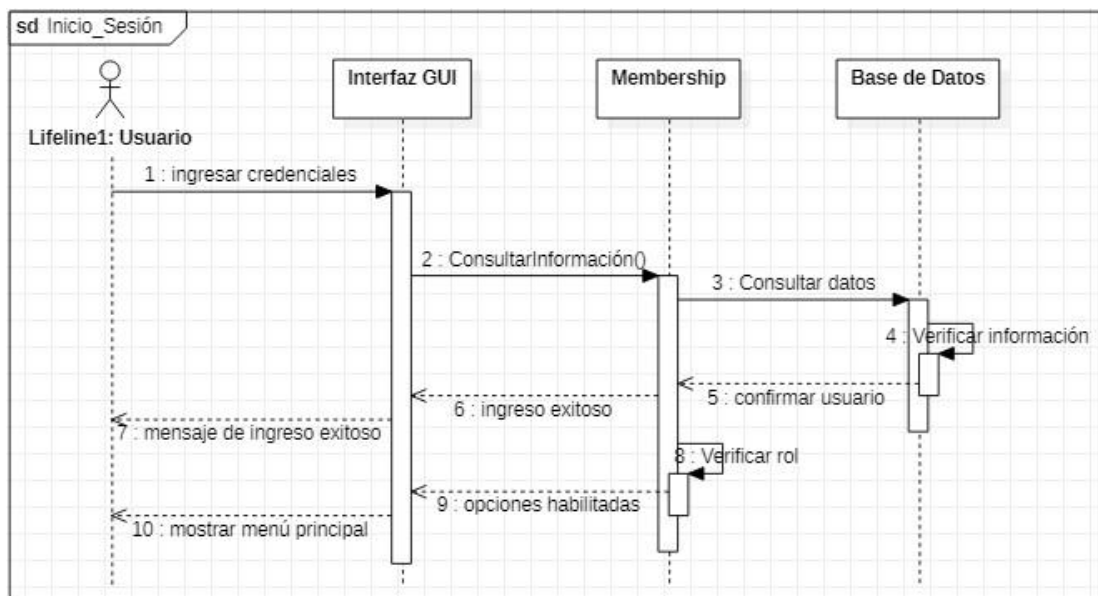 sd Inicio_Sesión
Interfaz GUI
Membership
Base de Datos
Lifeline1: Usuario
1 : ingresar credenciales
2 : ConsultarInformación()
3 : Consultar datos
4 : Verificar información
5 : confirmar usuario
6 : ingreso exitoso
7 : mensaje de ingreso exitoso
8 : Verificar rol
9 : opciones habilitadas
10 : mostrar menú principal